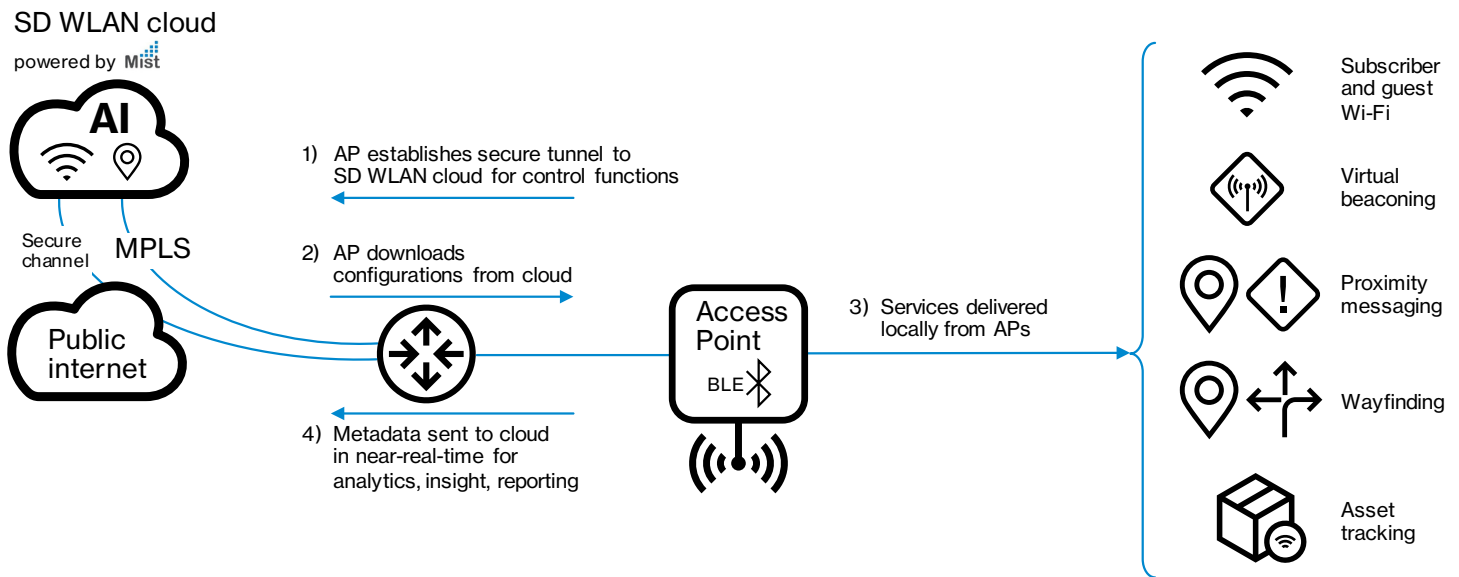 SD WLAN cloud
powered by Mist
AI
Secure
channel
MPLS
Public
internet
1) AP establishes secure tunnel to
SD WLAN cloud for control functions
2) AP downloads
configurations from cloud
4) Metadata sent to cloud
in near-real-time for
analytics, insight, reporting
Access
Point
BLE
3) Services delivered
locally from APs
Subscriber
and guest
Wi-Fi
Virtual
beaconing
!
Proximity
messaging
Wayfinding
Asset
tracking